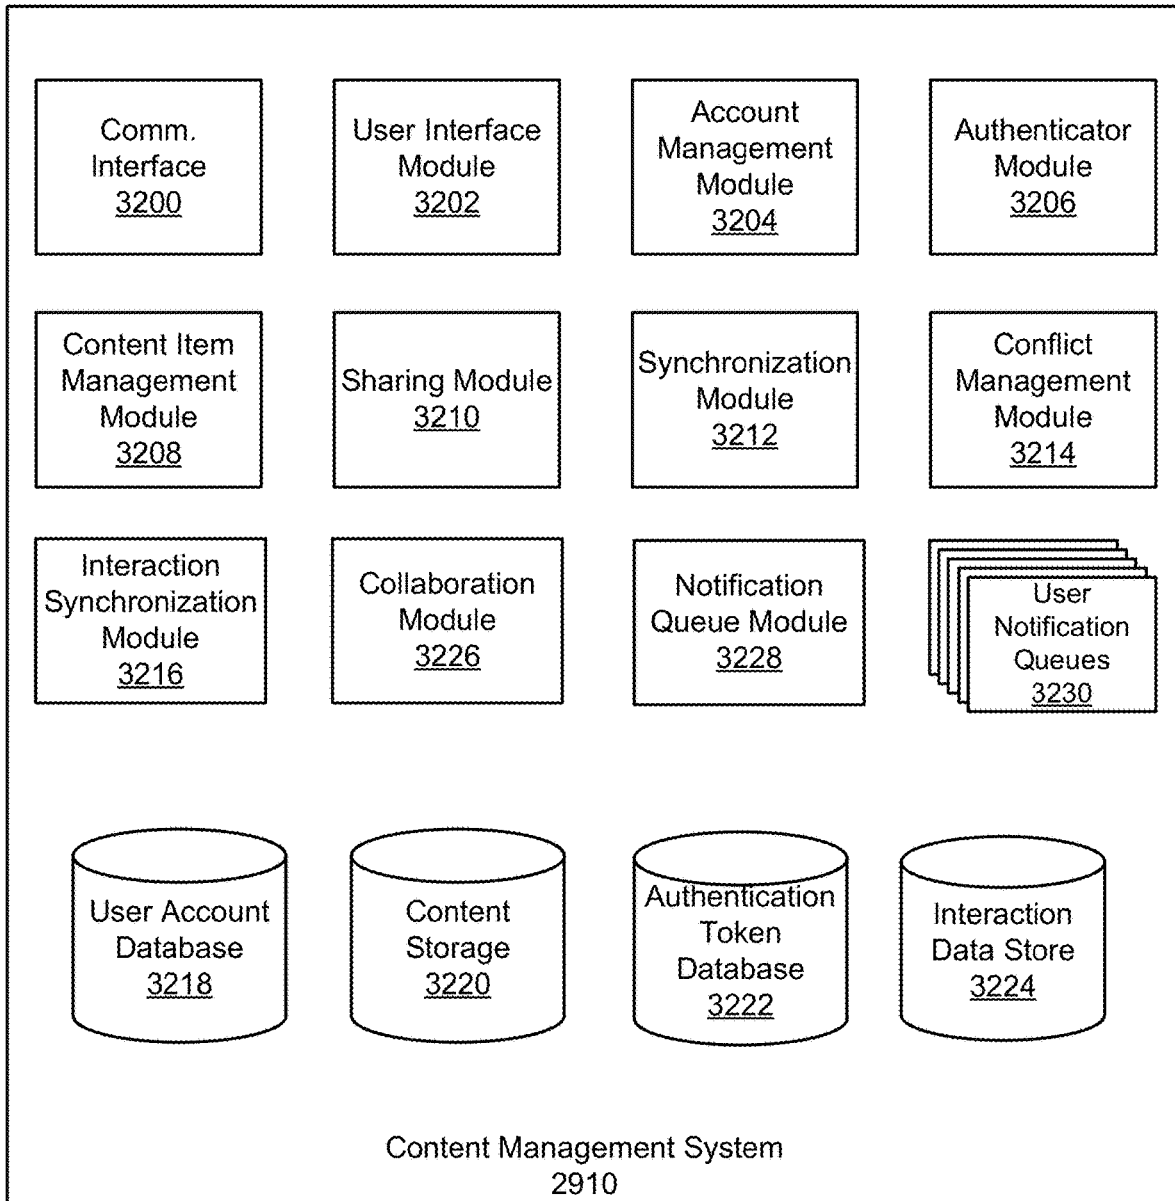 Comm.
Interface
3200
User Interface
Module
3202
Account
Management
Module
3204
Authenticator
Module
3206
Content Item
Management
Module
3208
Sharing Module
3210
Synchronization
Module
3212
Conflict
Management
Module
3214
Interaction
Synchronization
Module
3216
Collaboration
Module
3226
Notification
Queue Module
3228
User
Notification
Queues
3230
User Account
Database
3218
Content
Storage
3220
Authentication
Token
Database
3222
Interaction
Data Store
3224
Content Management System
2910